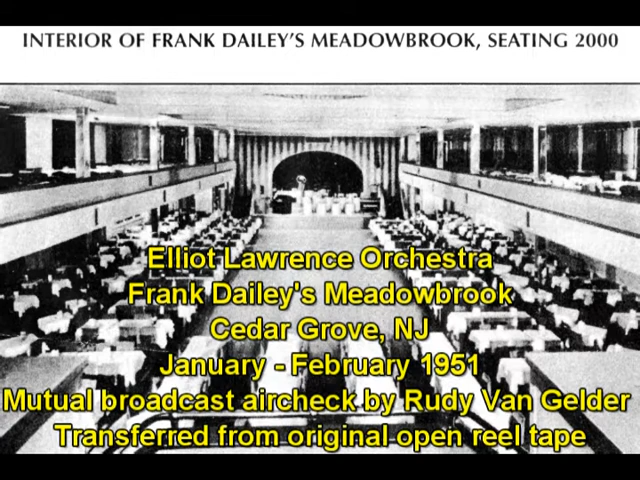 INTERIOR OF FRANK DAILEY'S MEADOWBROOK, SEATING 2000
Elliot Lawrence Orchestra
Frank Dailey's Meadowbrook
Cedar Grove, NJ
January - February 1951
Mutual broadcast aircheck by Rudy Van Gelder
Transferred from original open reel tape